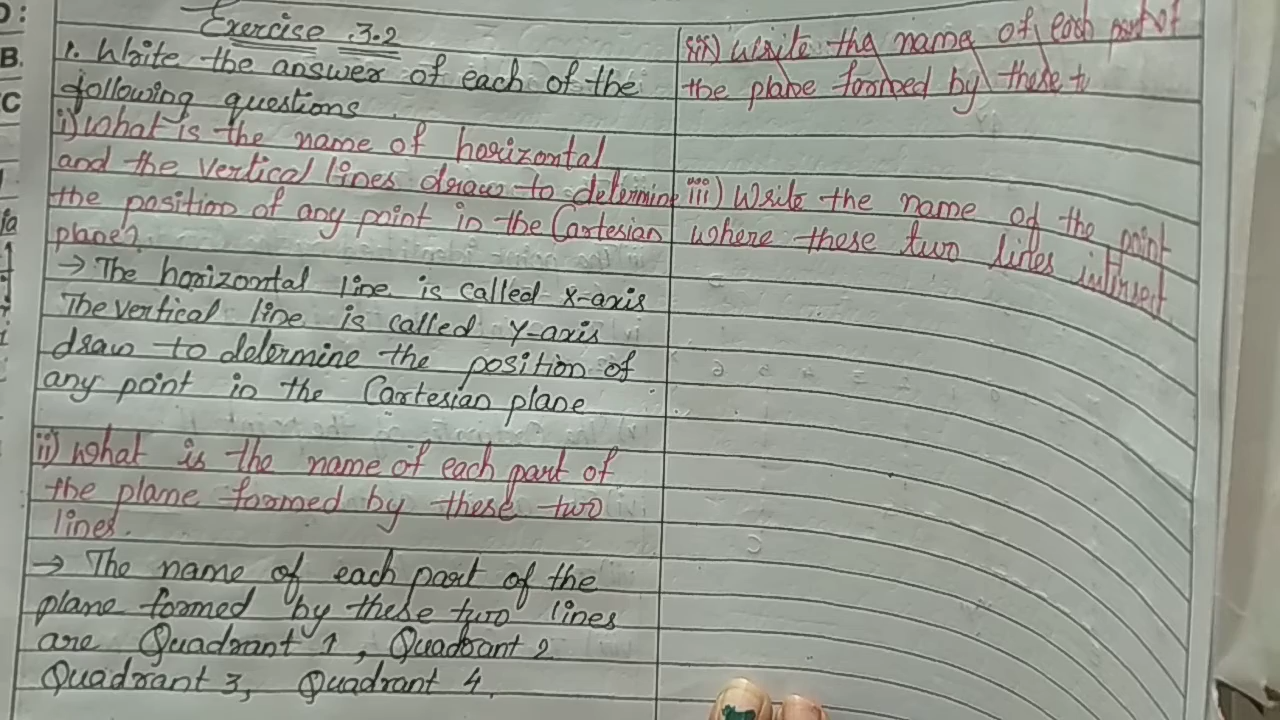 Exercise 3.2
1. Write the answer of each of the
following questions.
i) what is the name of horizontal
and the vertical lines draw to determine
the position of any point in the Cartesian
plane?
→ The horizontal line is called x-axis
The vertical line is called y-axis
draw to determine the position of
any point in the Cartesian plane
ii) what is the name of each part of
the plane formed by these two
lines.
→ The name of each part of the
plane formed by these two lines
are Quadrant 1, Quadrant 2
Quadrant 3, Quadrant 4.
iii) Write the name of each part of
the plane formed by these t
iii) Write the name of the point
where these two lines